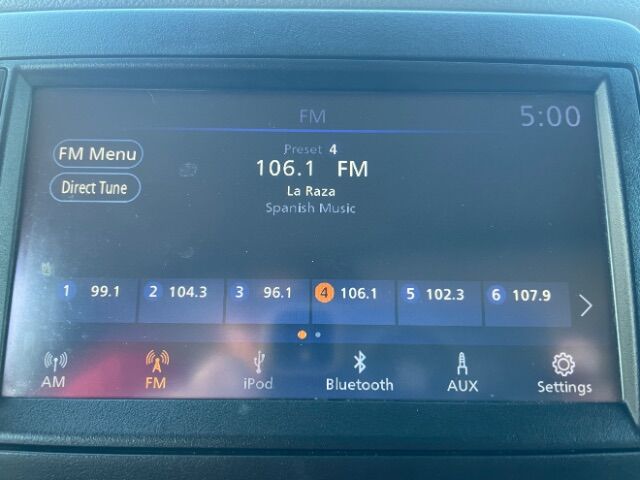 FM 5:00
FM Menu
Preset 4
106.1 FM
Direct Tune
La Raza
Spanish Music
1 99.1 2 104.3 3 96.1 4 106.1 5 102.3 6 107.9
AM FM iPod Bluetooth AUX Settings